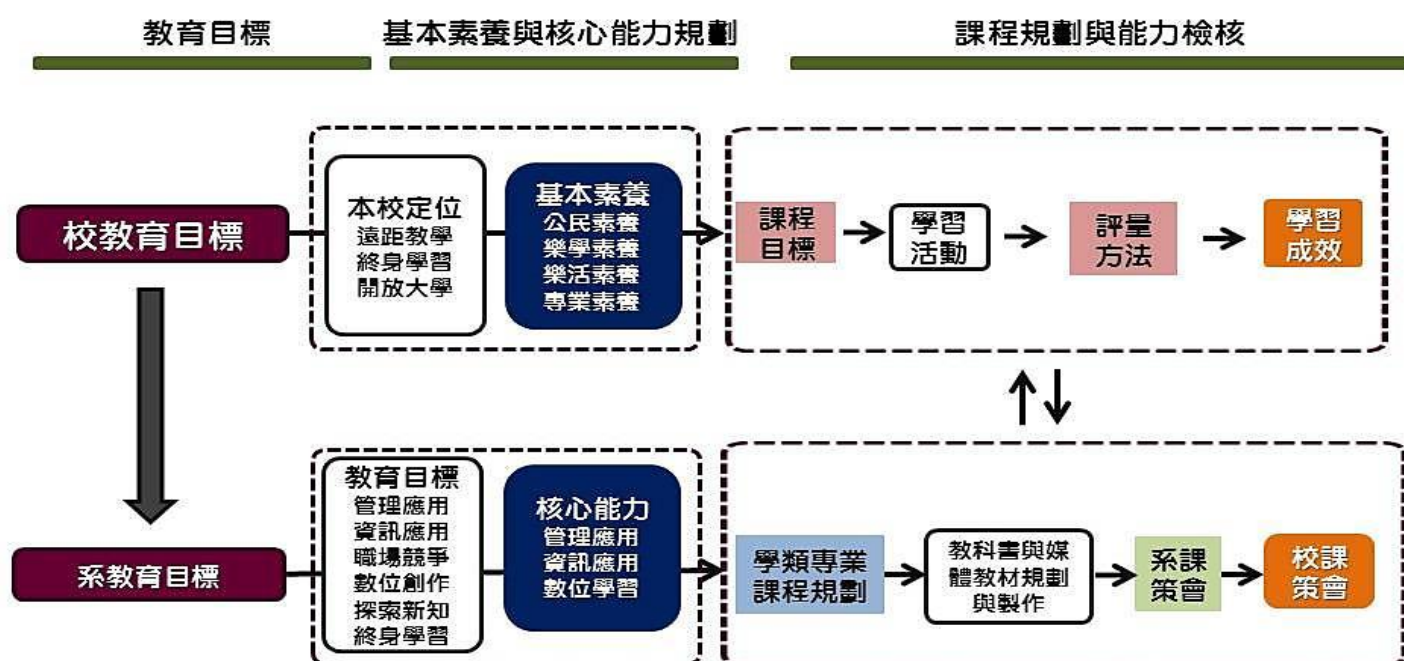 教育目標
基本素養與核心能力規劃
課程規劃與能力檢核
校教育目標
本校定位
遠距教學
終身學習
開放大學
基本素養
公民素養
樂學素養
樂活素養
專業素養
課程
目標
學習
活動
評量
方法
學習
成效
系教育目標
教育目標
管理應用
資訊應用
職場競爭
數位創作
探索新知
終身學習
核心能力
管理應用
資訊應用
數位學習
學類專業
課程規劃
教科書與媒
體教材規劃
與製作
系課
策會
校課
策會